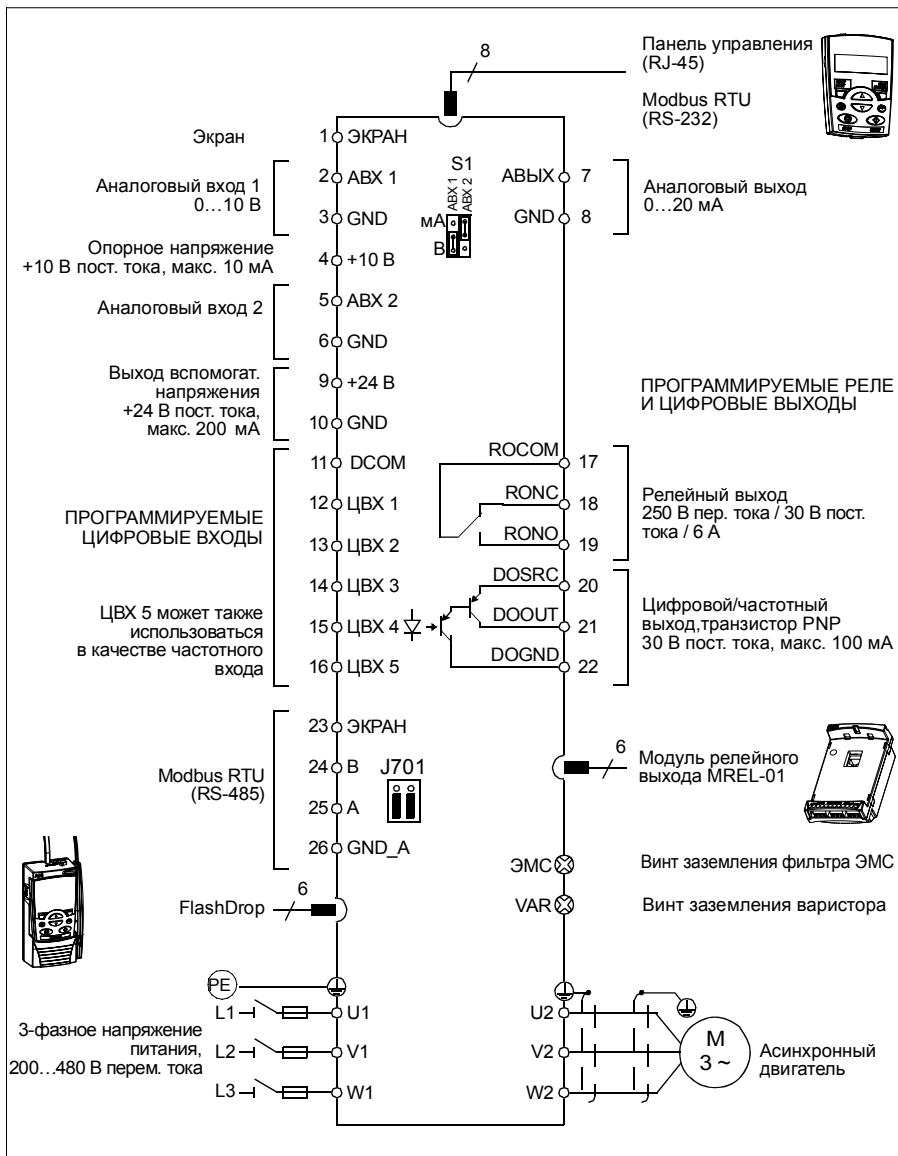 8
Панель управления
(RJ-45)
Modbus RTU
(RS-232)
Экран
1 ЭКРАН
Аналоговый вход 1
0...10 В
2 АВХ 1
3 GND
S1
АВХ 1
АВХ 2
мА
В
АВЫХ 7
GND 8
Аналоговый выход
0...20 мА
Опорное напряжение
+10 В пост. тока, макс. 10 мА
4 +10 В
Аналоговый вход 2
5 АВХ 2
6 GND
Выход вспомогат.
напряжения
+24 В пост. тока,
макс. 200 мА
9 +24 В
10 GND
ПРОГРАММИРУЕМЫЕ РЕЛЕ
И ЦИФРОВЫЕ ВЫХОДЫ
ПРОГРАММИРУЕМЫЕ
ЦИФРОВЫЕ ВХОДЫ
ЦВХ 5 может также
использоваться
в качестве частотного
входа
11 DCOM
12 ЦВХ 1
13 ЦВХ 2
14 ЦВХ 3
15 ЦВХ 4
16 ЦВХ 5
ROCOM 17
RONC 18
RONO 19
Релейный выход
250 В пер. тока / 30 В пост.
тока / 6 А
DOSRC 20
DOOUT 21
DOGND 22
Цифровой/частотный
выход,транзистор PNP
30 В пост. тока, макс. 100 мА
Modbus RTU
(RS-485)
23 ЭКРАН
24 B
25 A
26 GND_A
J701
6
Модуль релейного
выхода MREL-01
ЭМС
Винт заземления фильтра ЭМС
VAR
Винт заземления варистора
FlashDrop
6
PE
3-фазное напряжение
питания,
200...480 В перем. тока
L1 U1
L2 V1
L3 W1
U2
V2
W2
M
3 ~
Асинхронный
двигатель